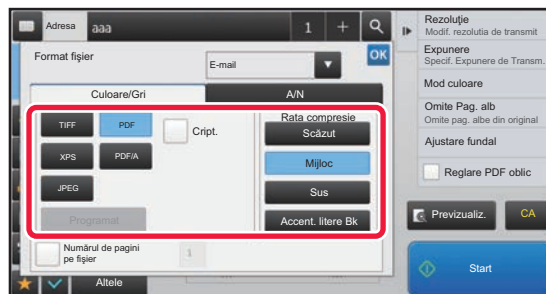 Adresa
aaa
1
Format fişier
E-mail
OK
Culoare/Gri
A/N
TIFF
PDF
Cript.
XPS
PDF/A
JPEG
Programat
Rata compresie
Scăzut
Mijloc
Sus
Accent. litere Bk
Numărul de pagini
pe fişier
1
Altele
Rezoluţie
Modif. rezolutia de transmit
Expunere
Specif. Expunere de Transm.
Mod culoare
Omite Pag. alb
Omite pag. albe din original
Ajustare fundal
Reglare PDF oblic
Previzualiz.
CA
Start